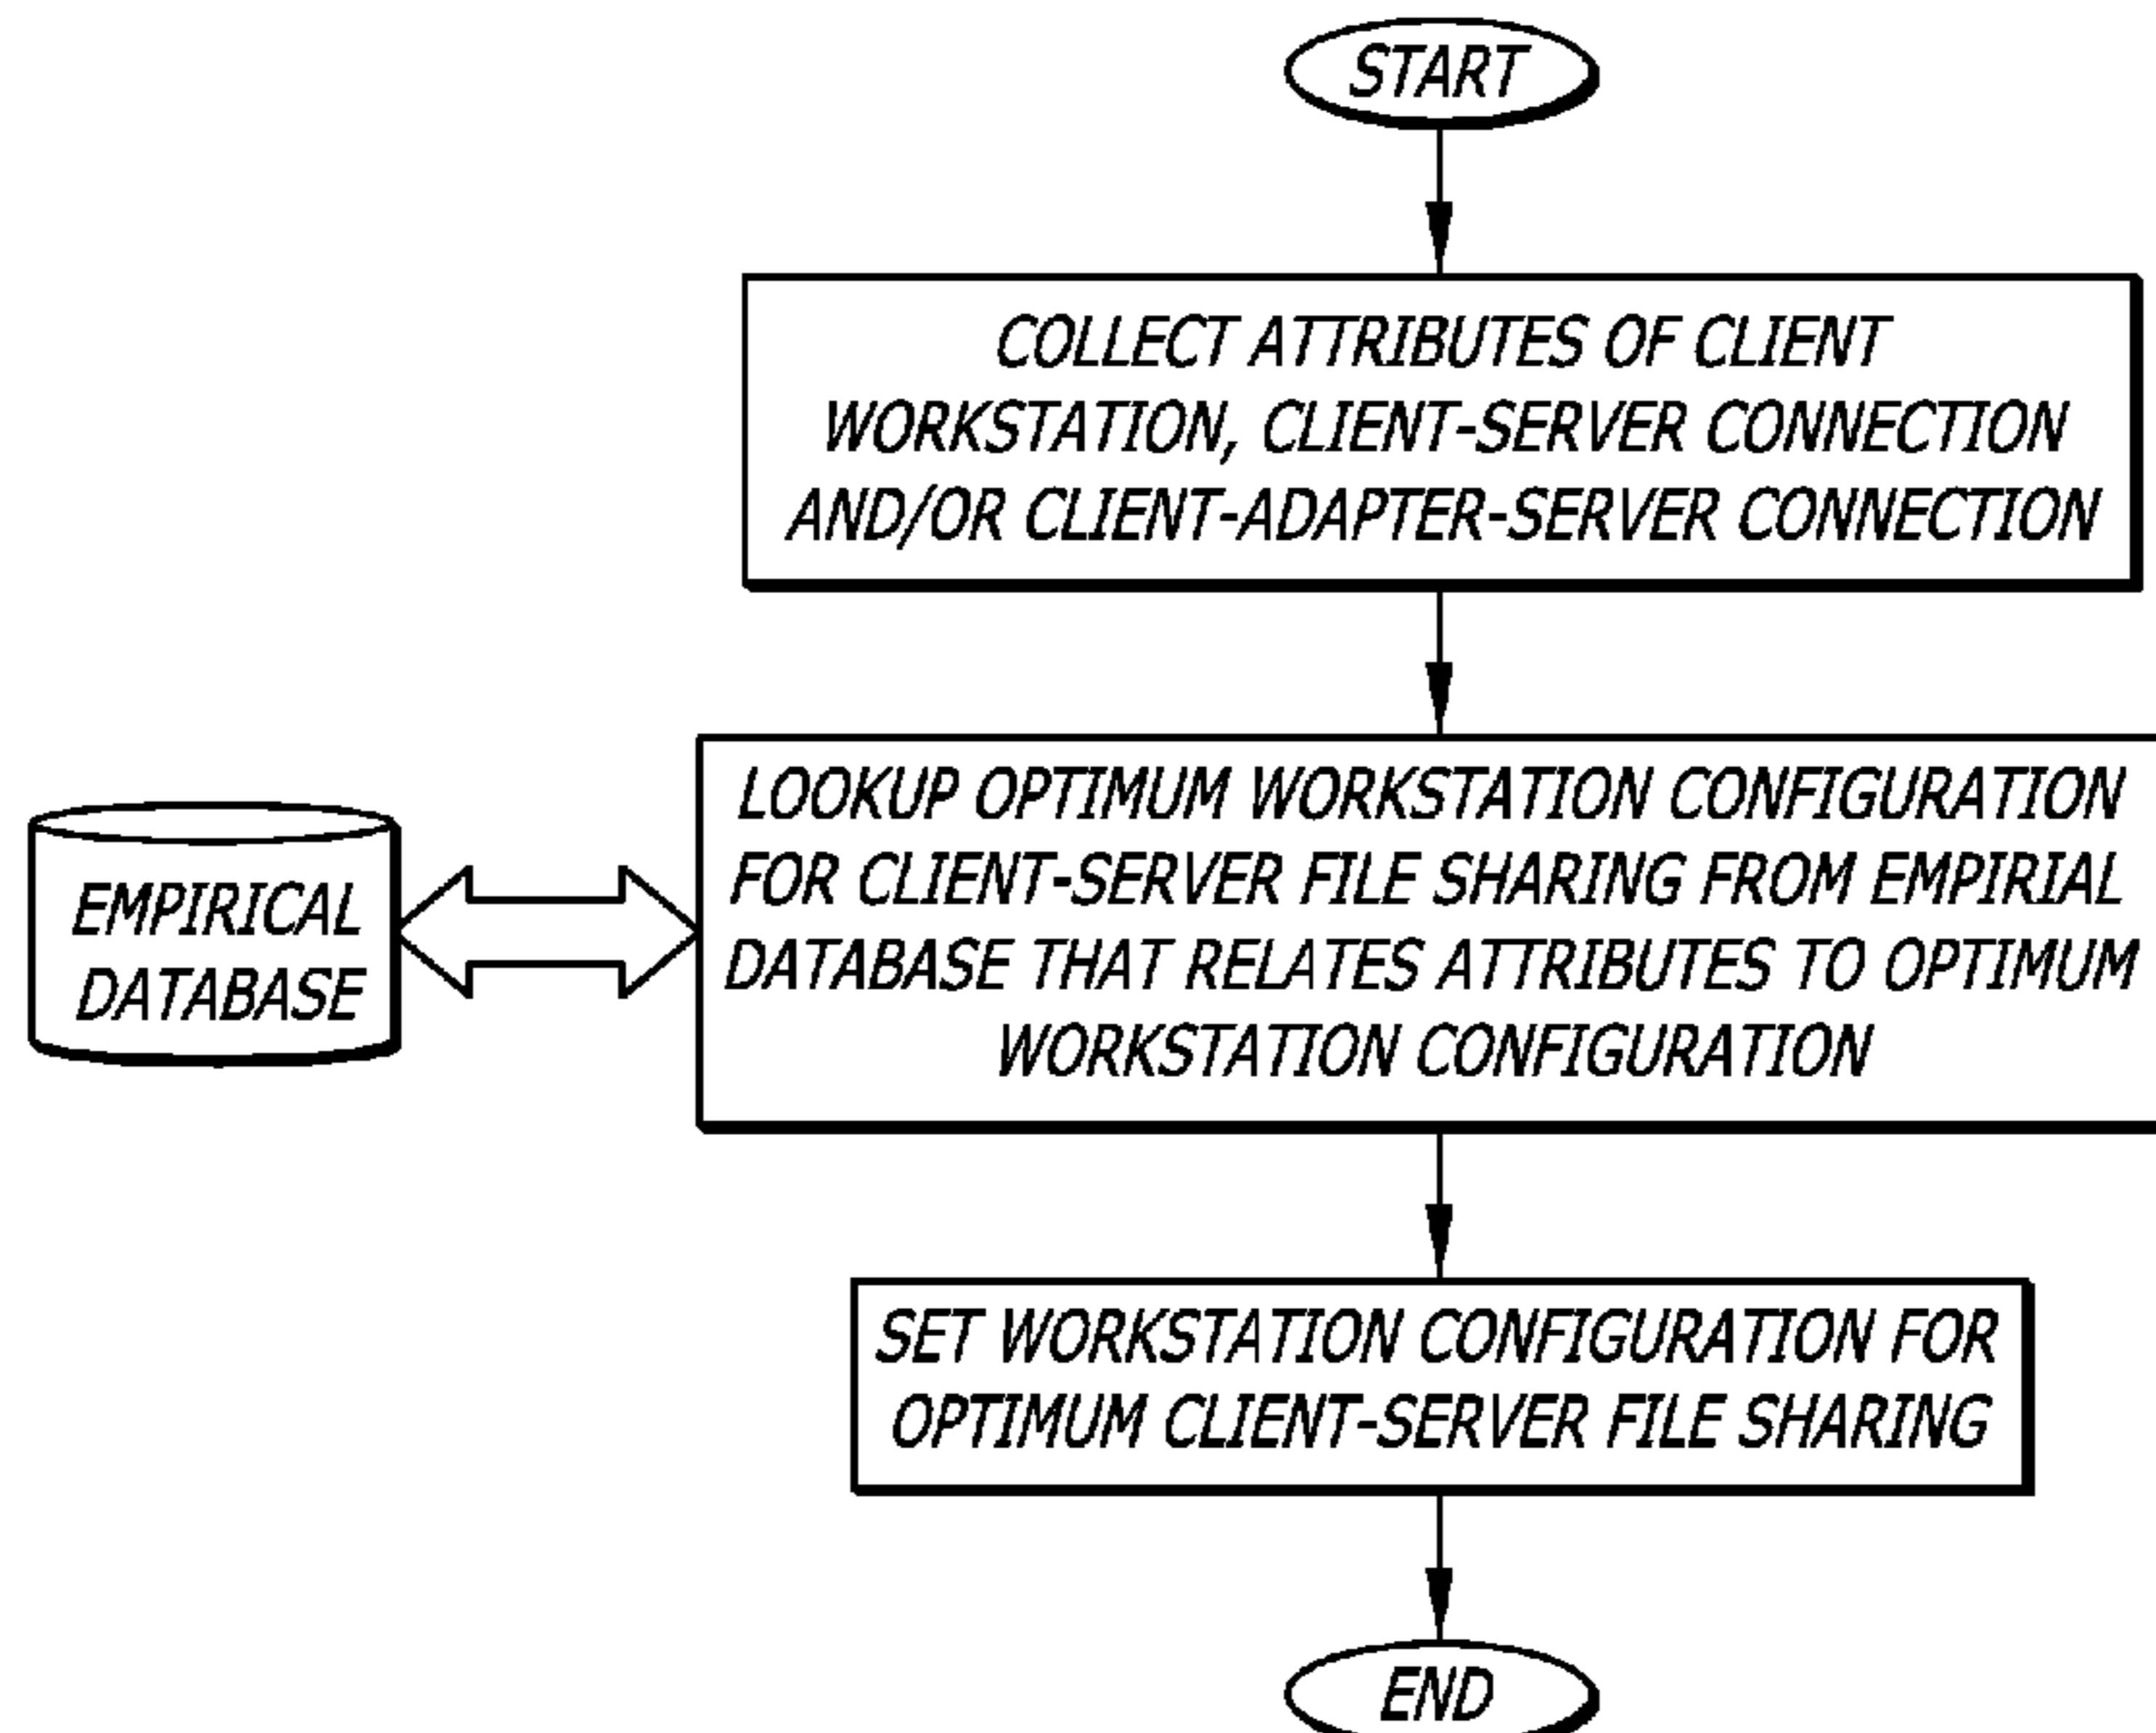 START
COLLECT ATTRIBUTES OF CLIENT
WORKSTATION, CLIENT-SERVER CONNECTION
AND/OR CLIENT-ADAPTER-SERVER CONNECTION
LOOKUP OPTIMUM WORKSTATION CONFIGURATION
FOR CLIENT-SERVER FILE SHARING FROM EMPIRIAL
DATABASE THAT RELATES ATTRIBUTES TO OPTIMUM
WORKSTATION CONFIGURATION
EMPIRICAL
DATABASE
SET WORKSTATION CONFIGURATION FOR
OPTIMUM CLIENT-SERVER FILE SHARING
END